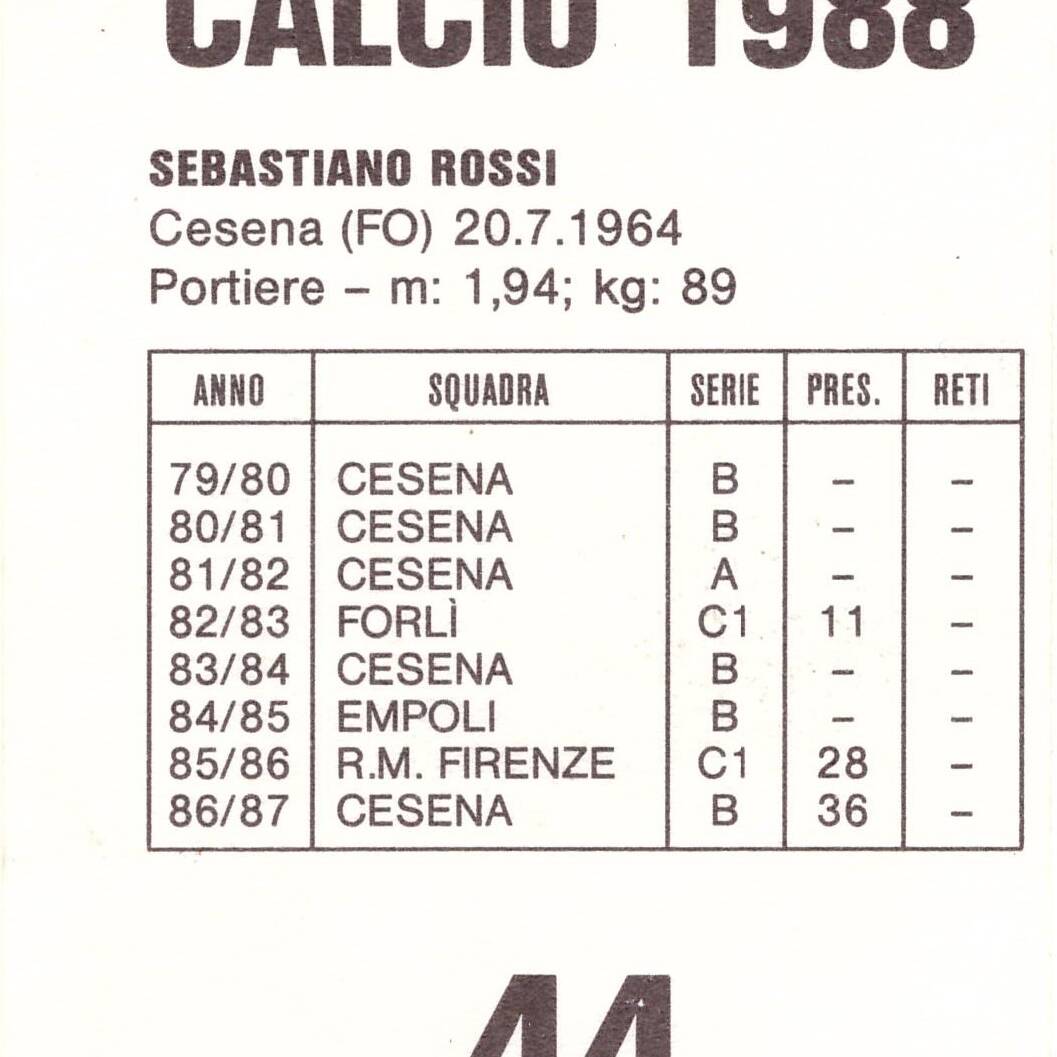 CALCIO 1988
SEBASTIANO ROSSI
Cesena (FO) 20.7.1964
Portiere – m: 1,94; kg: 89
ANNO SQUADRA SERIE PRES. RETI
79/80 CESENA B – –
80/81 CESENA B – –
81/82 CESENA A – –
82/83 FORLÌ C1 11 –
83/84 CESENA B – –
84/85 EMPOLI B – –
85/86 R.M. FIRENZE C1 28 –
86/87 CESENA B 36 –
44